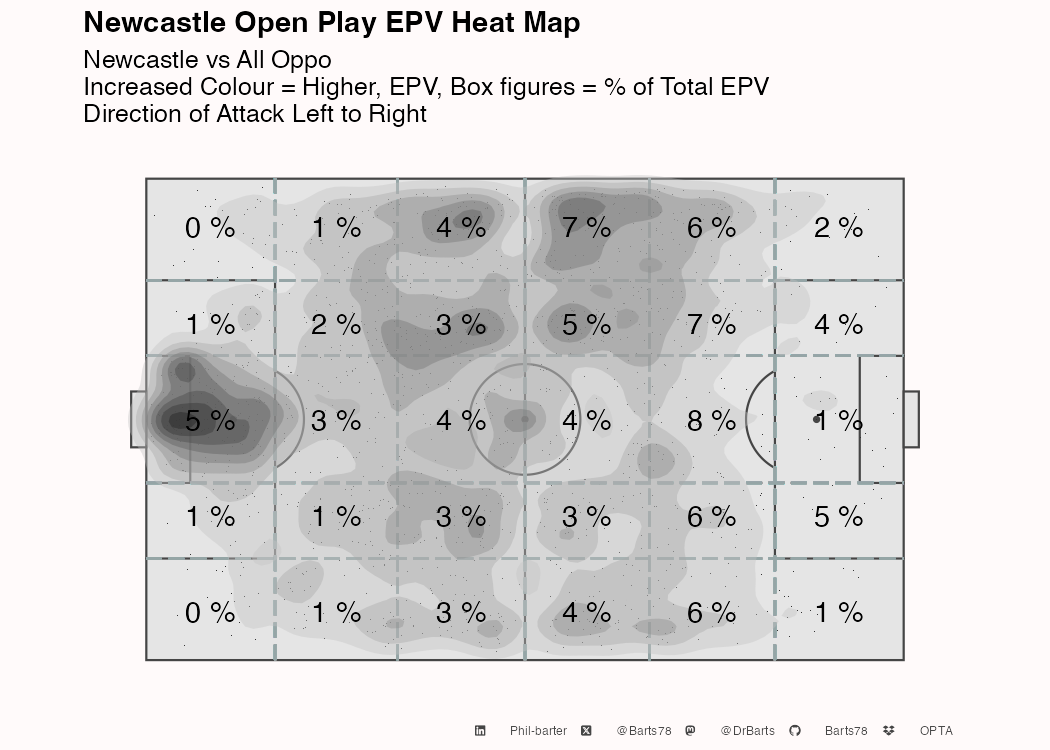 Newcastle Open Play EPV Heat Map
Newcastle vs All Oppo
Increased Colour = Higher, EPV, Box figures = % of Total EPV
Direction of Attack Left to Right
0 % 1 % 4 % 7 % 6 % 2 %
1 % 2 % 3 % 5 % 7 % 4 %
5 % 3 % 4 % 4 % 8 % 1 %
1 % 1 % 3 % 3 % 6 % 5 %
0 % 1 % 3 % 4 % 6 % 1 %
Phil-barter @Barts78 @DrBarts Barts78 OPTA